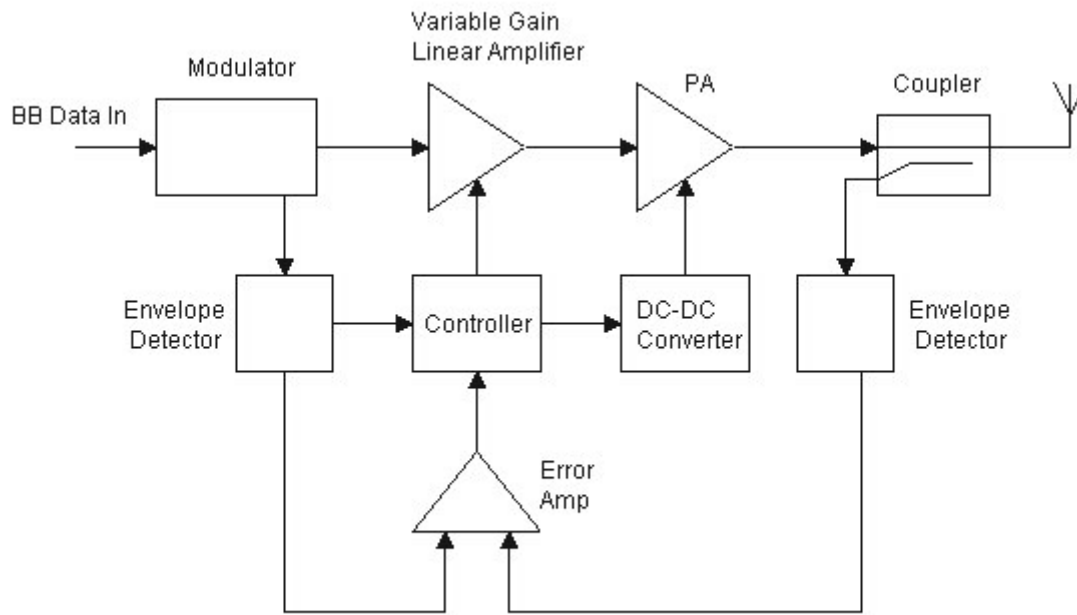 Variable Gain
Linear Amplifier
Modulator
PA
Coupler
BB Data In
Envelope
Detector
Controller
DC-DC
Converter
Envelope
Detector
Error
Amp